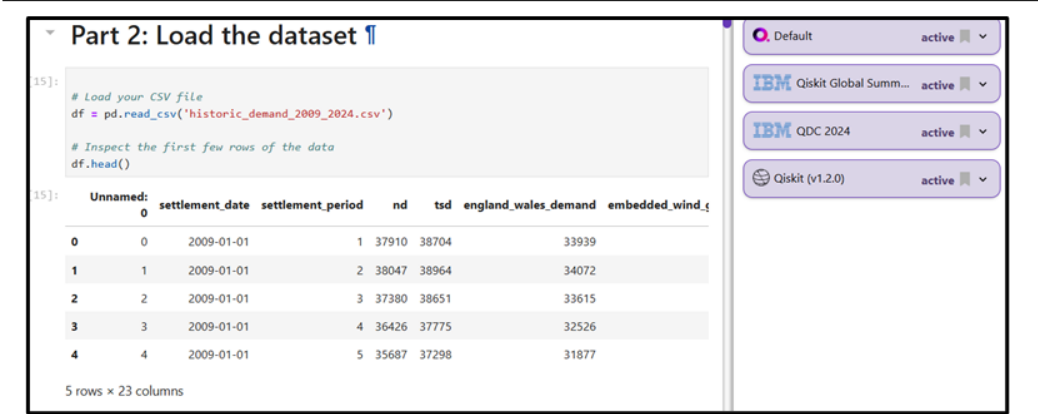 Part 2: Load the dataset ¶
[15]:
# Load your CSV file
df = pd.read_csv('historic_demand_2009_2024.csv')
# Inspect the first few rows of the data
df.head()
[15]:
Unnamed: 0 settlement_date settlement_period nd tsd england_wales_demand embedded_wind_g
0 0 2009-01-01 1 37910 38704 33939
1 1 2009-01-01 2 38047 38964 34072
2 2 2009-01-01 3 37380 38651 33615
3 3 2009-01-01 4 36426 37775 32526
4 4 2009-01-01 5 35687 37298 31877
5 rows × 23 columns
Default active
IBM Qiskit Global Summ... active
IBM QDC 2024 active
Qiskit (v1.2.0) active